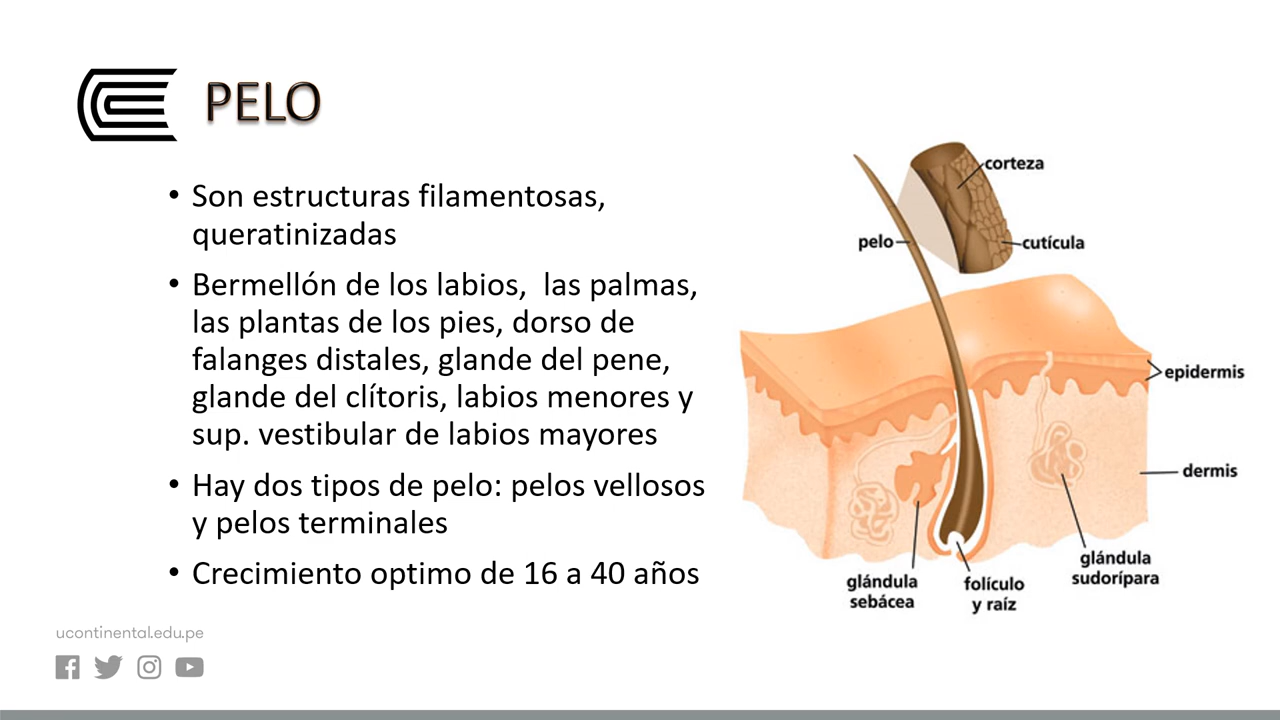 PELO
• Son estructuras filamentosas,
queratinizadas
• Bermellón de los labios,  las palmas,
las plantas de los pies, dorso de
falanges distales, glande del pene,
glande del clítoris, labios menores y
sup. vestibular de labios mayores
• Hay dos tipos de pelo: pelos vellosos
y pelos terminales
• Crecimiento optimo de 16 a 40 años
corteza
pelo
cutícula
epidermis
dermis
glándula
sudorípara
glándula
sebácea
folículo
y raíz
ucontinental.edu.pe